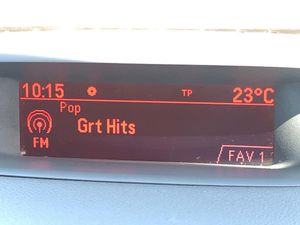 10:15 TP 23°C
Pop
Grt Hits
FM
FAV 1